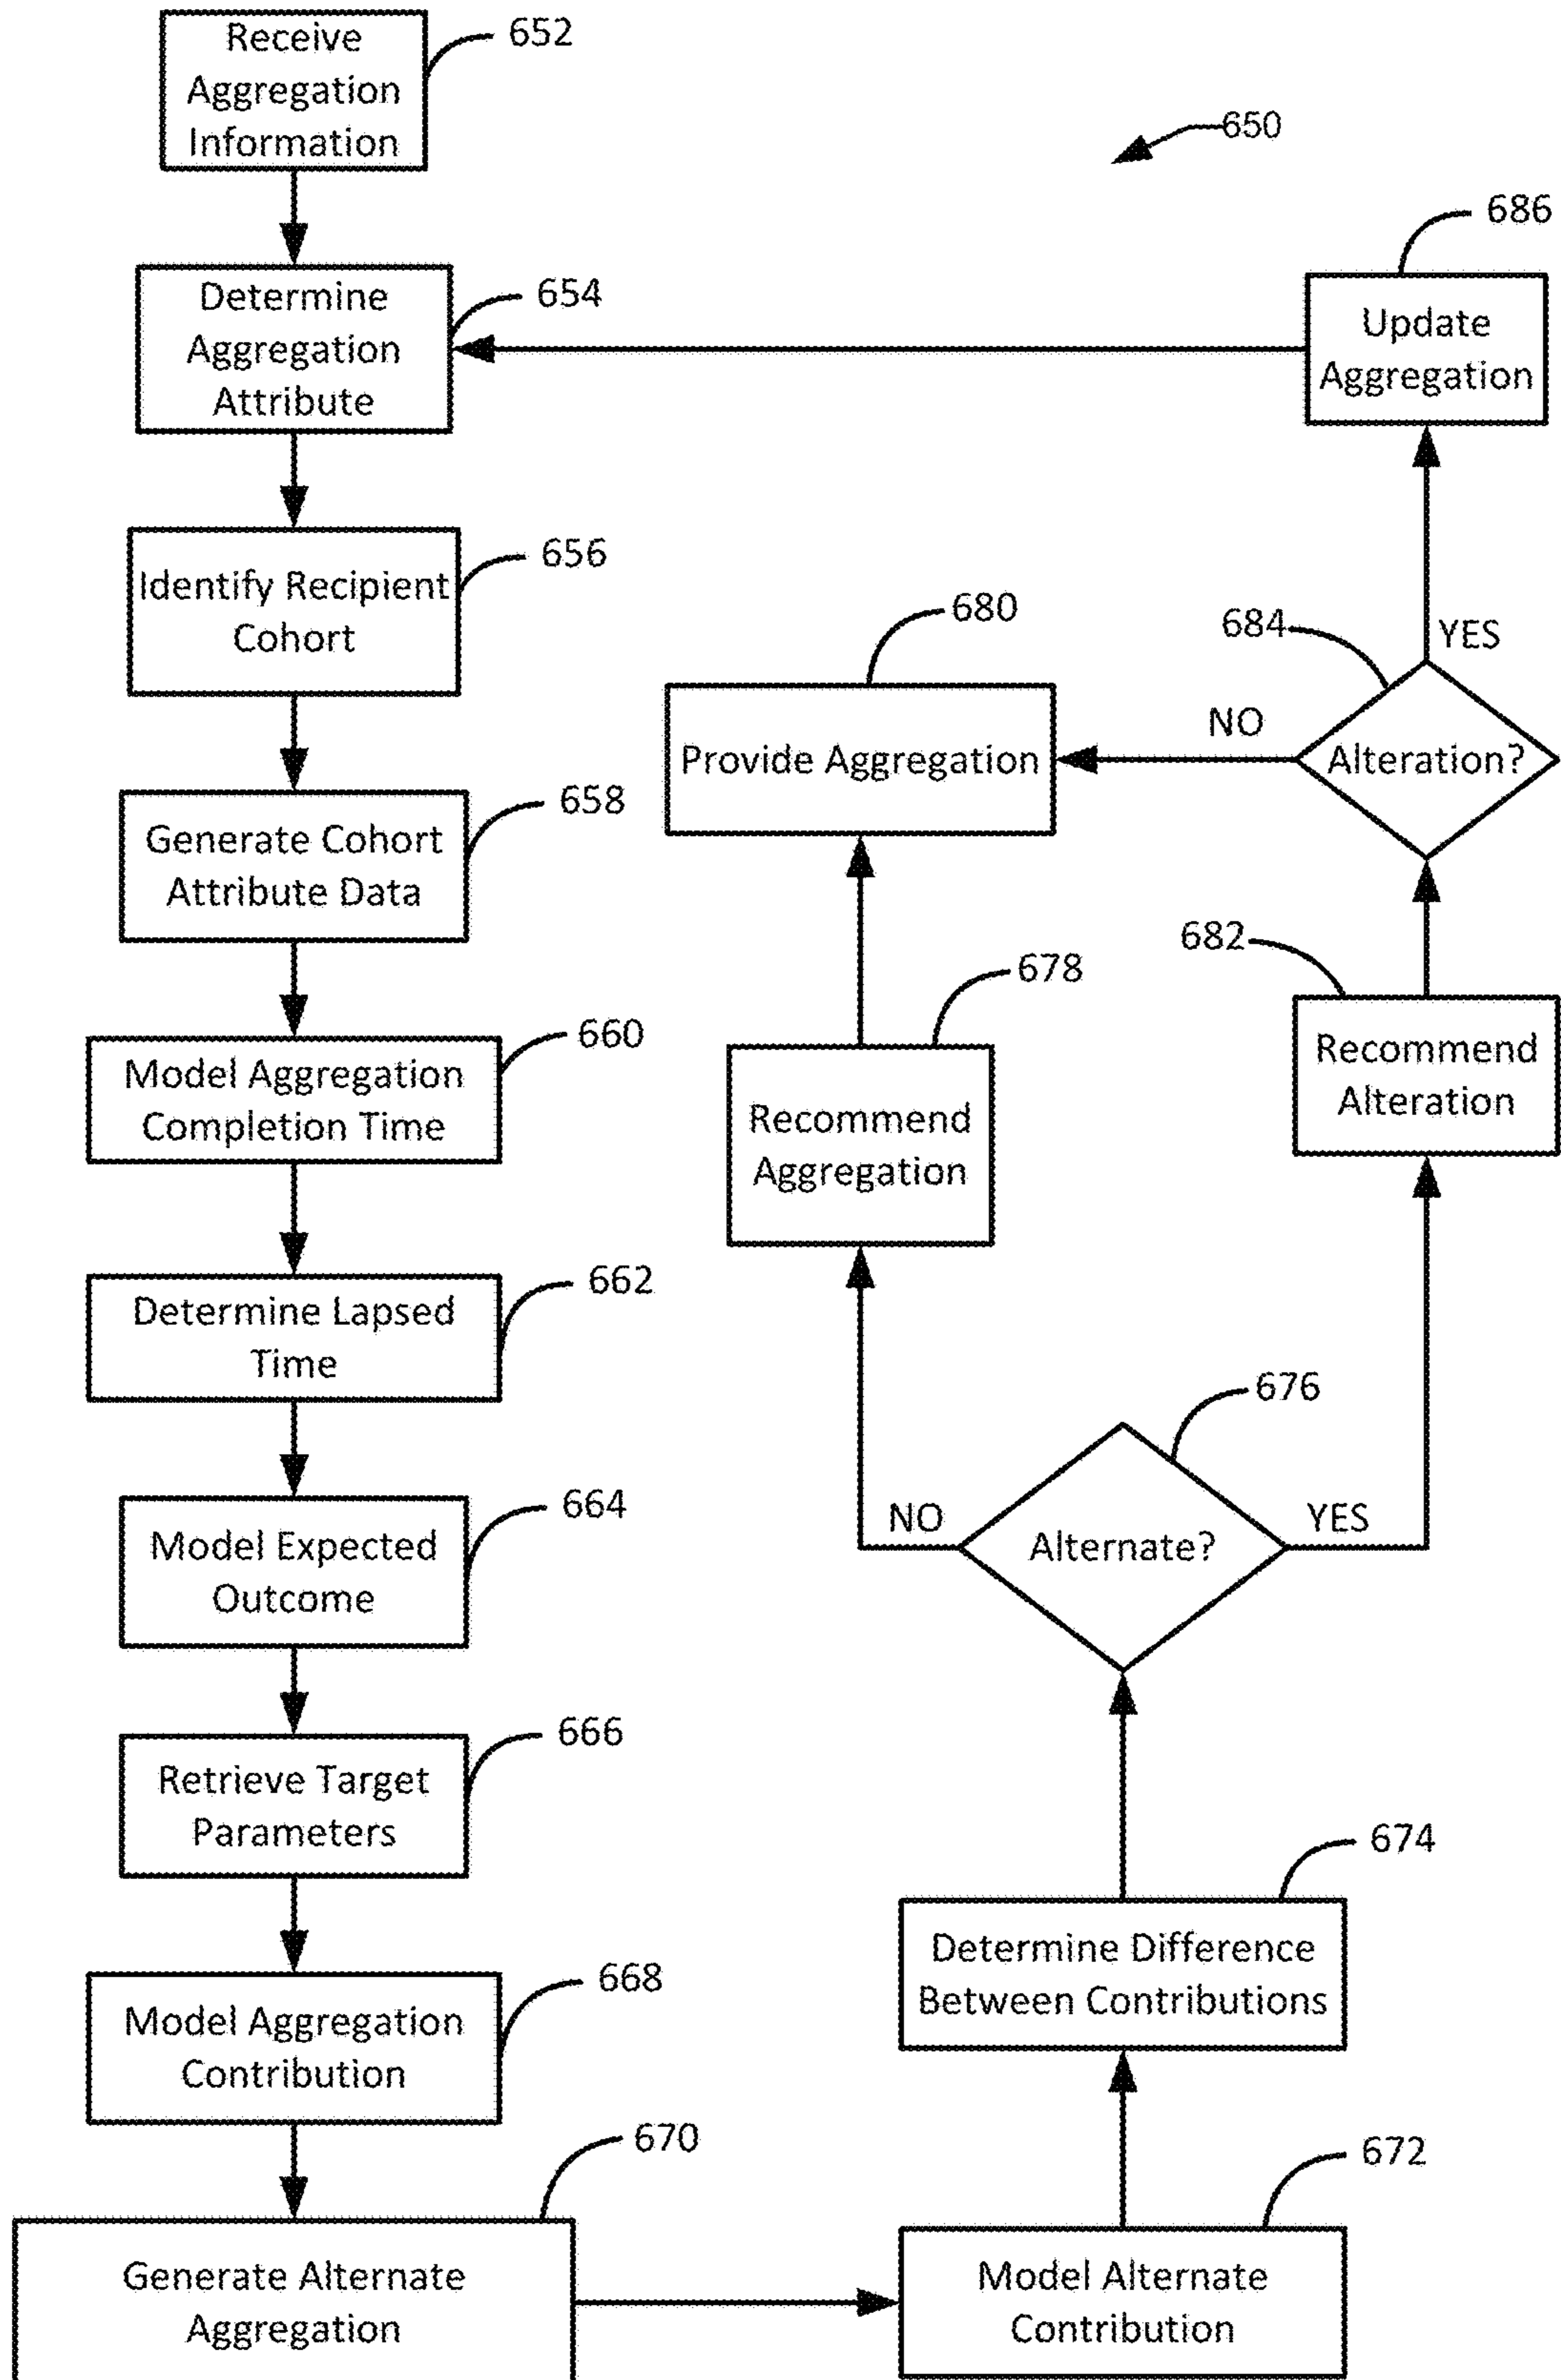 Receive
Aggregation
Information
652
650
Determine
Aggregation
Attribute
654
686
Update
Aggregation
Identify Recipient
Cohort
656
680
Provide Aggregation
684
YES
NO
Alteration?
Generate Cohort
Attribute Data
658
678
Recommend
Aggregation
682
Recommend
Alteration
Model Aggregation
Completion Time
660
Determine Lapsed
Time
662
676
NO
Alternate?
YES
Model Expected
Outcome
664
Retrieve Target
Parameters
666
674
Determine Difference
Between Contributions
Model Aggregation
Contribution
668
670
Generate Alternate
Aggregation
672
Model Alternate
Contribution